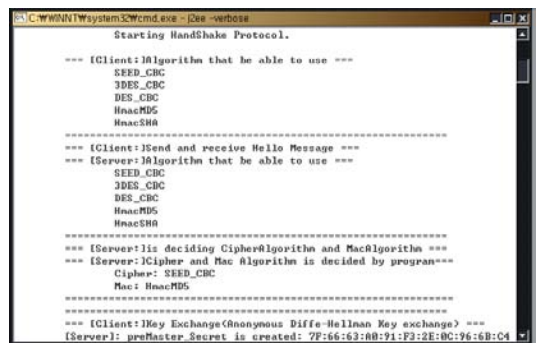 C:₩WINNT₩system32₩cmd.exe - j2ee -verbose
Starting HandShake Protocol.
=== [Client:]Algorithm that be able to use ===
SEED_CBC
3DES_CBC
DES_CBC
HmacMD5
HmacSHA
=== [Client:]Send and receive Hello Message ===
=== [Server:]Algorithm that be able to use ===
SEED_CBC
3DES_CBC
DES_CBC
HmacMD5
HmacSHA
=== [Server:]is deciding CipherAlgorithm and MacAlgorithm ===
=== [Server:]Cipher and Mac Algorithm is decided by program===
Cipher: SEED_CBC
Mac: HmacMD5
=== [Client:]Key Exchange(Anonymous Diffe-Hellman Key exchange) ===
[Server]: preMaster_Secret is created: 7F:66:63:A0:91:F3:2E:0C:96:6B:C4